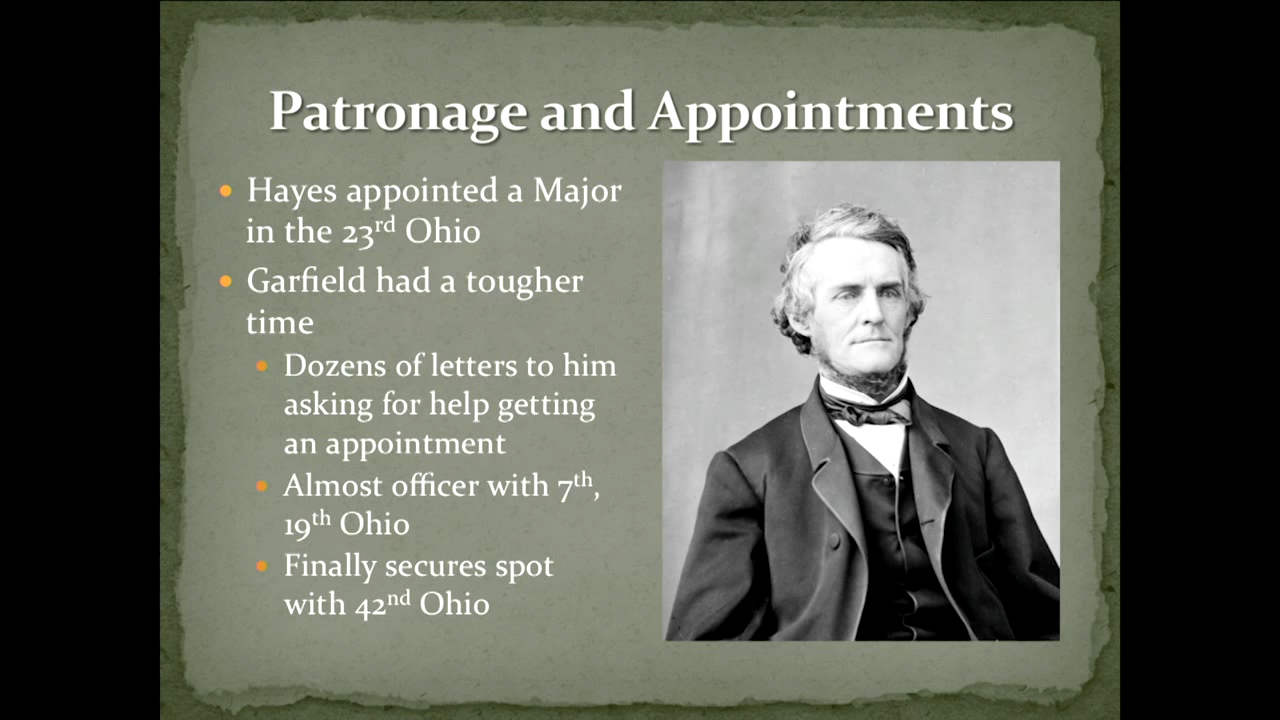 Patronage and Appointments
Hayes appointed a Major
in the 23rd Ohio
Garfield had a tougher
time
Dozens of letters to him
asking for help getting
an appointment
Almost officer with 7th,
19th Ohio
Finally secures spot
with 42nd Ohio